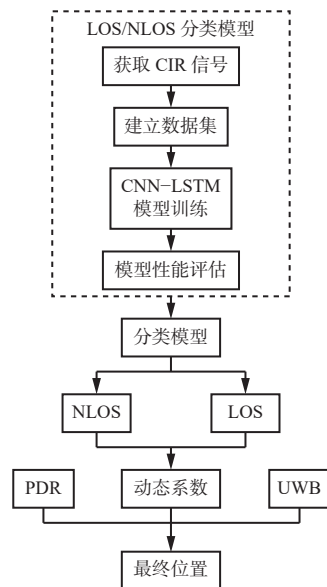 LOS/NLOS 分类模型
获取 CIR 信号
建立数据集
CNN−LSTM
模型训练
模型性能评估
分类模型
NLOS
LOS
PDR
动态系数
UWB
最终位置